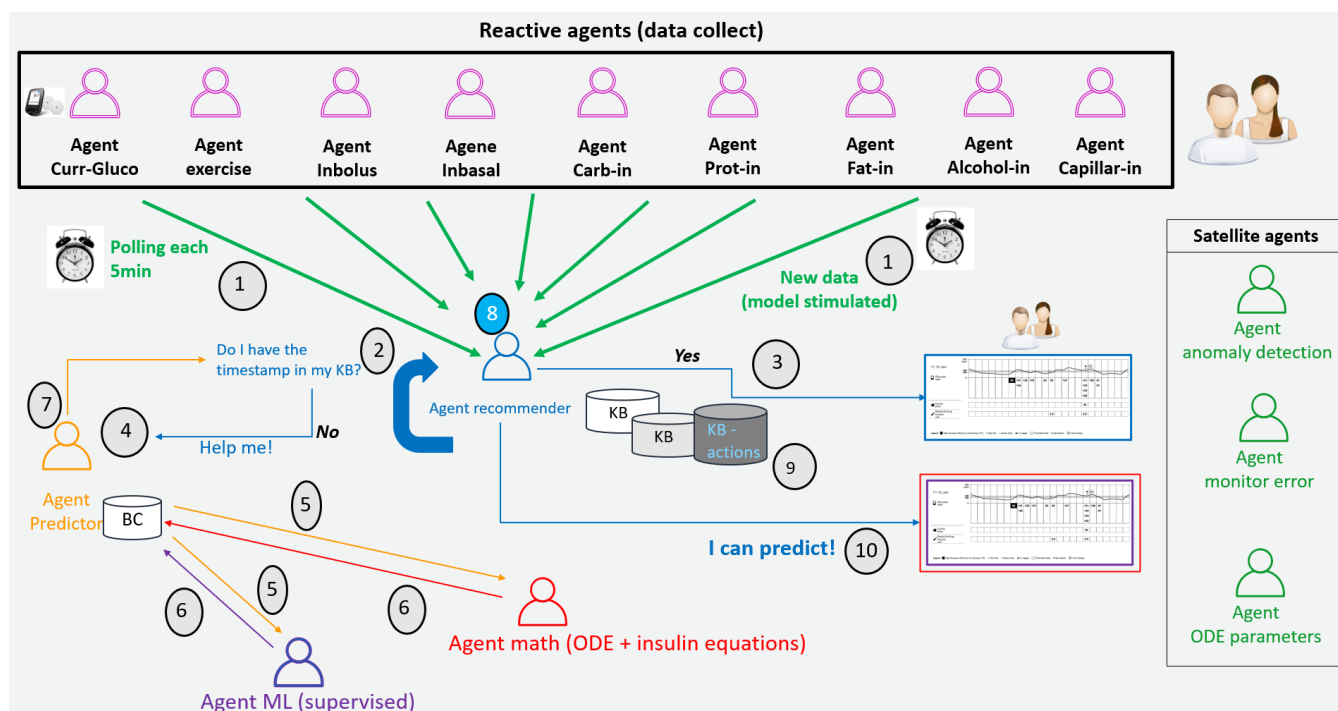 Reactive agents (data collect)
Agent
Curr-Gluco
Agent
exercise
Agent
Inbolus
Agene
Inbasal
Agent
Carb-in
Agent
Prot-in
Agent
Fat-in
Agent
Alcohol-in
Agent
Capillar-in
Polling each
5min
1
1
New data
(model stimulated)
Satellite agents
Agent
anomaly detection
Agent
monitor error
Agent
ODE parameters
8
Do I have the
timestamp in my KB?
2
Yes
3
7
4
Help me!
No
Agent recommender
KB
KB
KB -
actions
9
Agent
Predictor
BC
5
5
6
6
I can predict!
10
Agent math (ODE + insulin equations)
Agent ML (supervised)